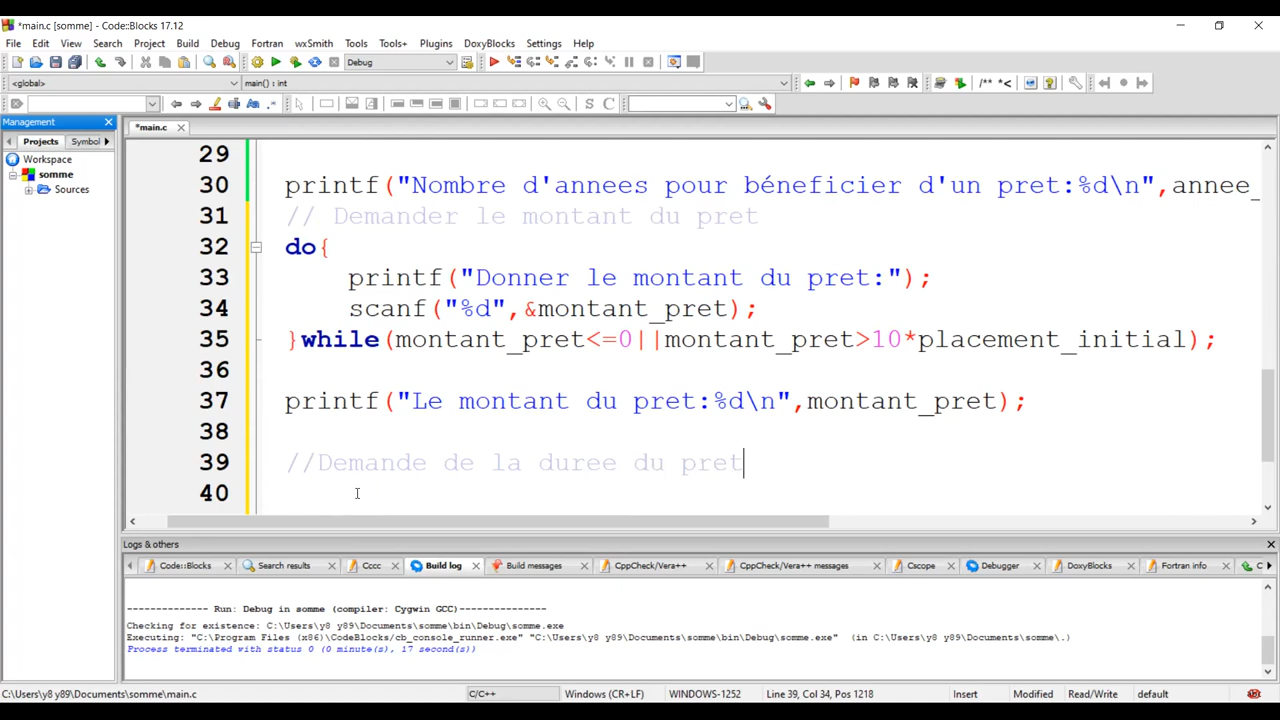 *main.c [somme] - Code::Blocks 17.12
File Edit View Search Project Build Debug Fortran wxSmith Tools Tools+ Plugins DoxyBlocks Settings Help
Debug
<global> main() : int
/** *<
S C
Management
Projects Symbol
*main.c
Workspace
somme
Sources
29
30 printf("Nombre d'annees pour béneficier d'un pret:%d\n",annee_
31 // Demander le montant du pret
32 do{
33 printf("Donner le montant du pret:");
34 scanf("%d",&montant_pret);
35 }while(montant_pret<=0||montant_pret>10*placement_initial);
36
37 printf("Le montant du pret:%d\n",montant_pret);
38
39 //Demande de la duree du pret
40
Logs & others
Code::Blocks Search results Cccc Build log Build messages CppCheck/Vera++ CppCheck/Vera++ messages Cscope Debugger DoxyBlocks Fortran info C
-------------- Run: Debug in somme (compiler: Cygwin GCC)---------------
Checking for existence: C:\Users\y8 y89\Documents\somme\bin\Debug\somme.exe
Executing: "C:\Program Files (x86)\CodeBlocks/cb_console_runner.exe" "C:\Users\y8 y89\Documents\somme\bin\Debug\somme.exe" (in C:\Users\y8 y89\Documents\somme\.)
Process terminated with status 0 (0 minute(s), 17 second(s))
C:\Users\y8 y89\Documents\somme\main.c C/C++ Windows (CR+LF) WINDOWS-1252 Line 39, Col 34, Pos 1218 Insert Modified Read/Write default